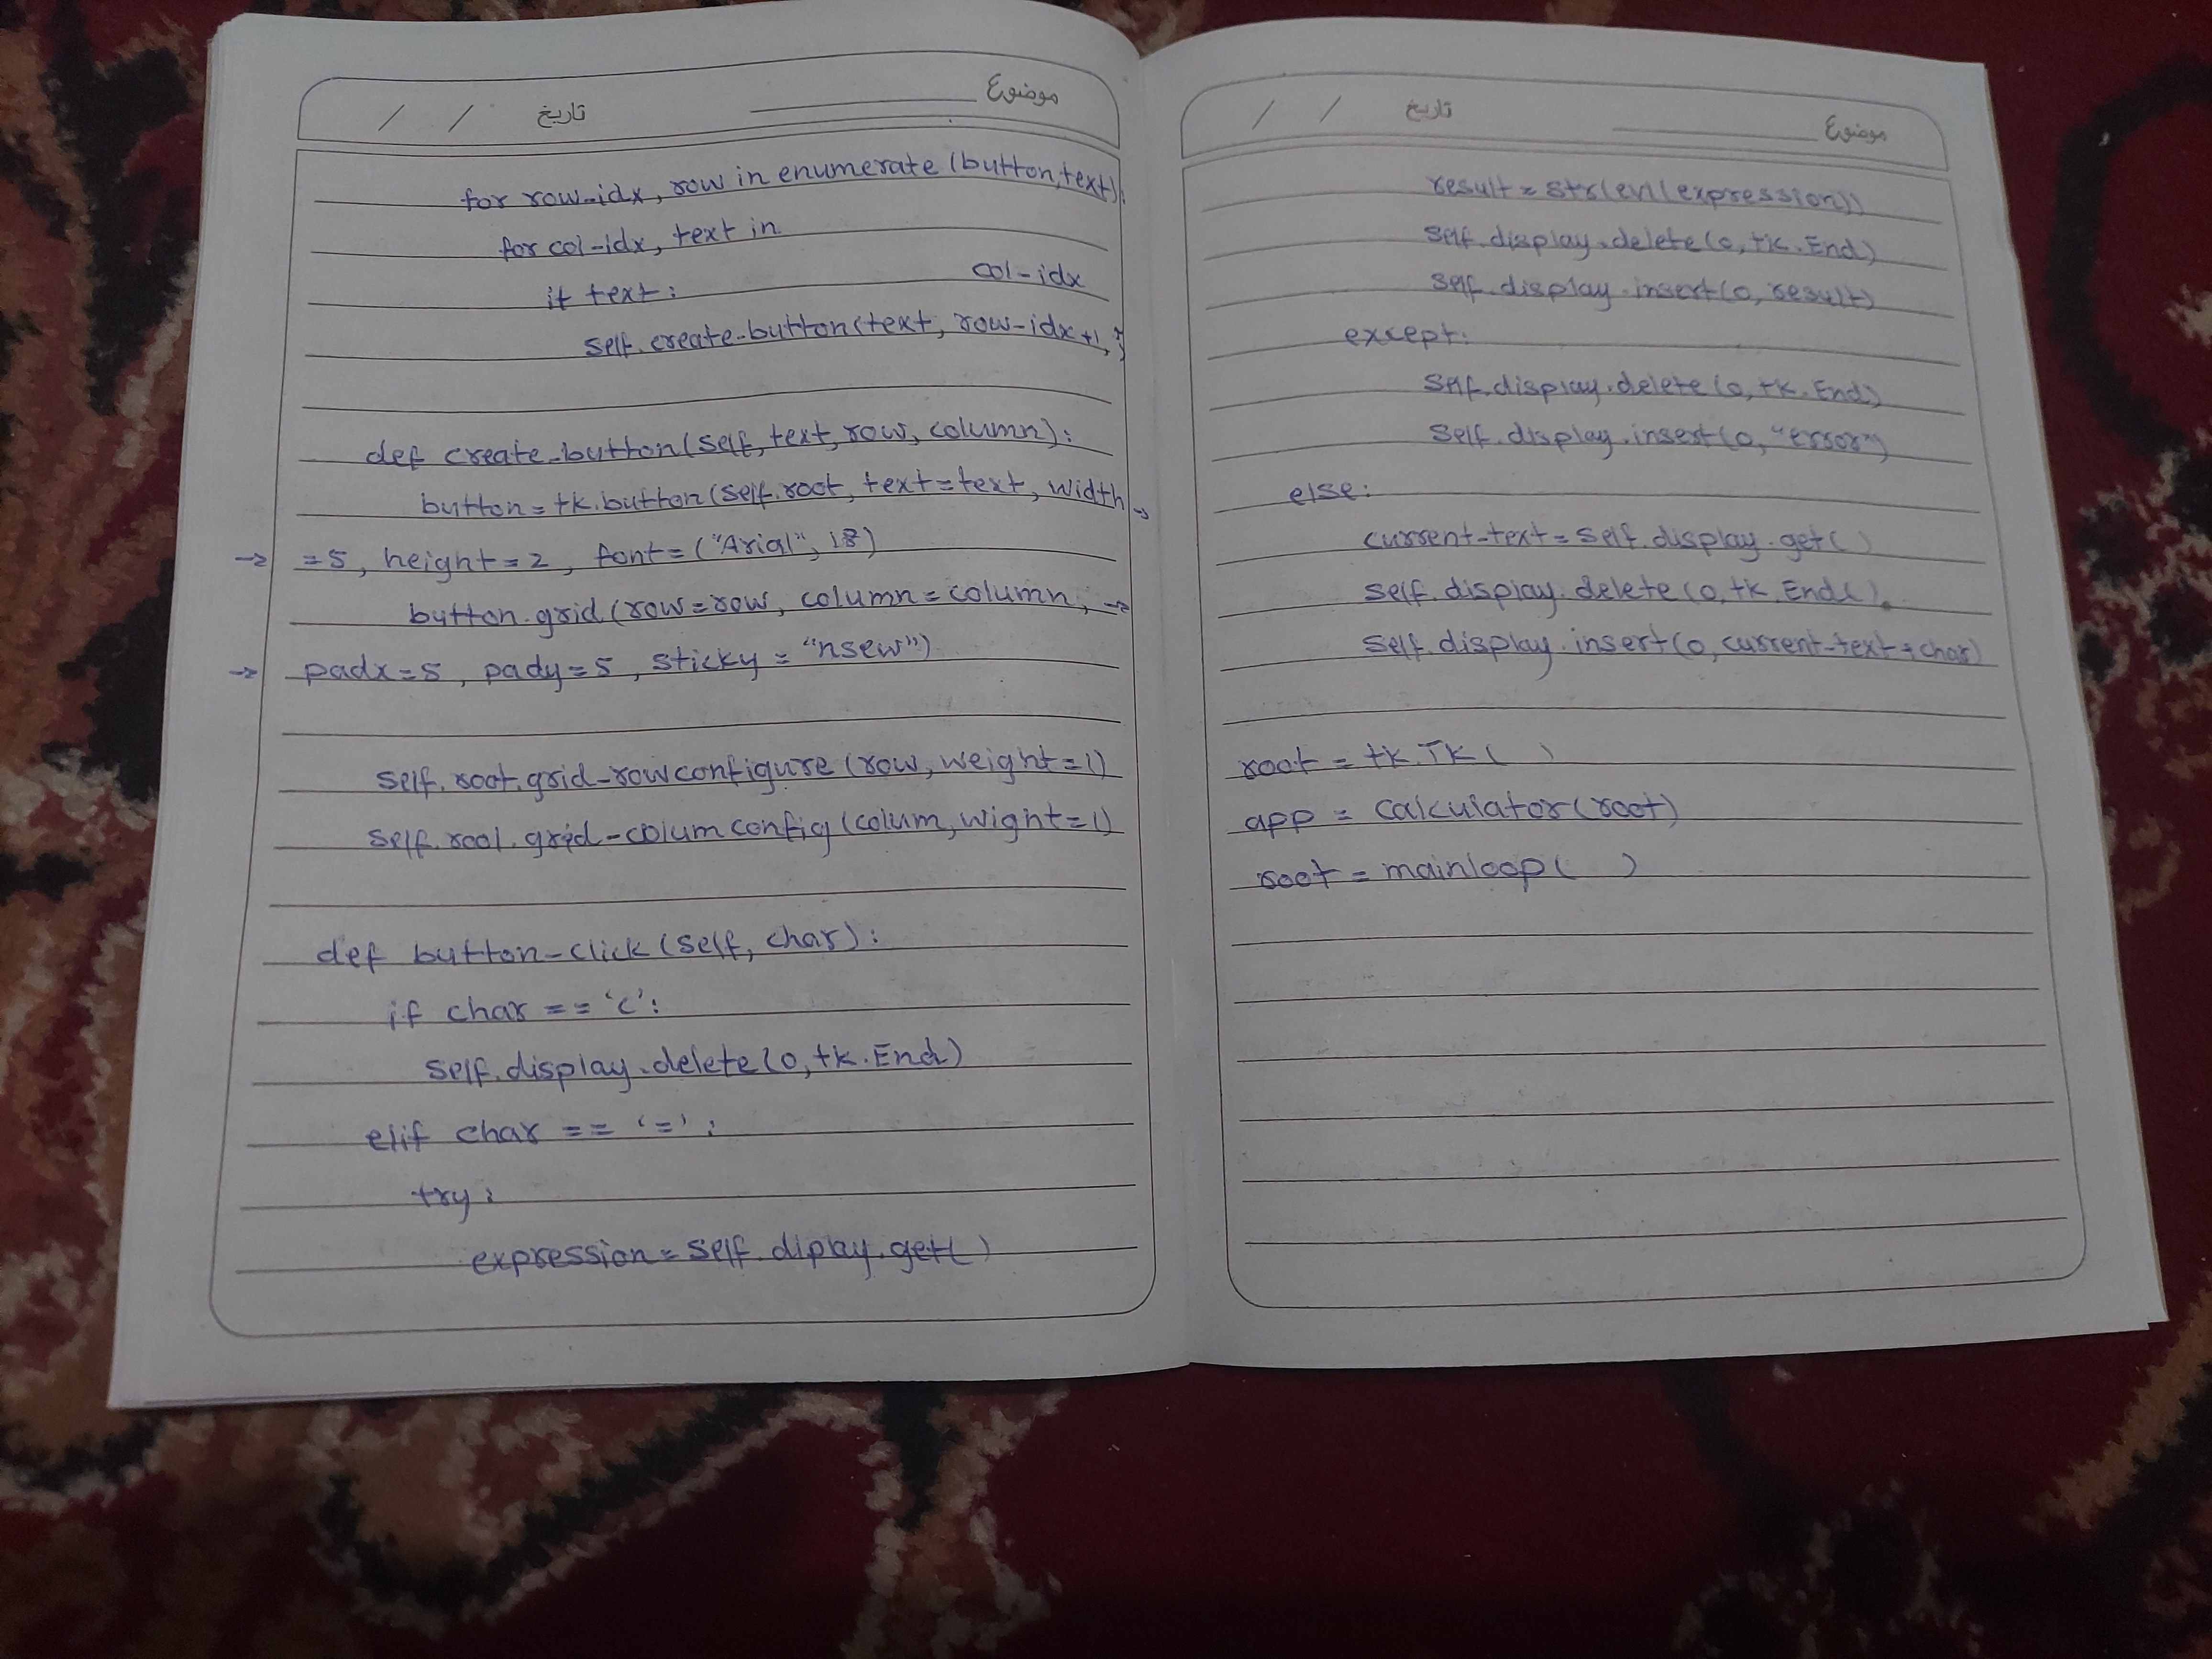 تاریخ / / موضوع
for row-idx, row in enumerate (button,text),
for col-idx, text in
if text: col-idx
self.create-button(text, row-idx+1, →
def create-button(self, text, row, column):
button = tk.button(self.root, text=text, width →
→ =5, height=2, font=("Arial", 18)
button.grid(row=row, column=column, →
→ padx=5, pady=5, sticky="nsew")
self.root.grid-rowconfigure(row, weight=1)
self.root.grid-columconfig(colum, wight=1)
def button-click(self, char):
if char == 'c':
self.display.delete(0, tk.End)
elif char == '=':
try:
expression = self.diplay.get()
تاریخ / / موضوع
result = str(evl(expression))
self.display.delete(0, tk.End)
self.display.insert(0, result)
except:
self.display.delete(0, tk.End)
self.display.insert(0, "error")
else:
current-text = self.display.get( )
self.display.delete(0, tk.End()
self.display.insert(0, current-text+char)
root = tk.Tk( )
app = calculator(root)
root = mainloop( )